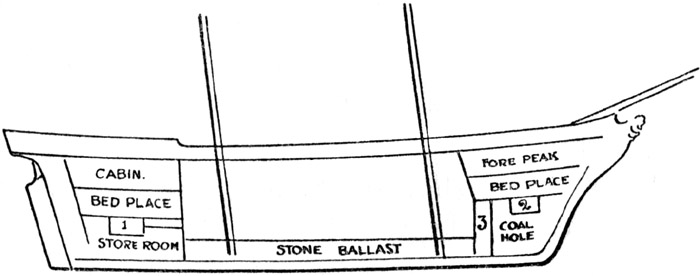 CABIN.
BED PLACE
1
STORE ROOM
STONE BALLAST
FORE PEAK
BED PLACE
2
3
COAL
HOLE